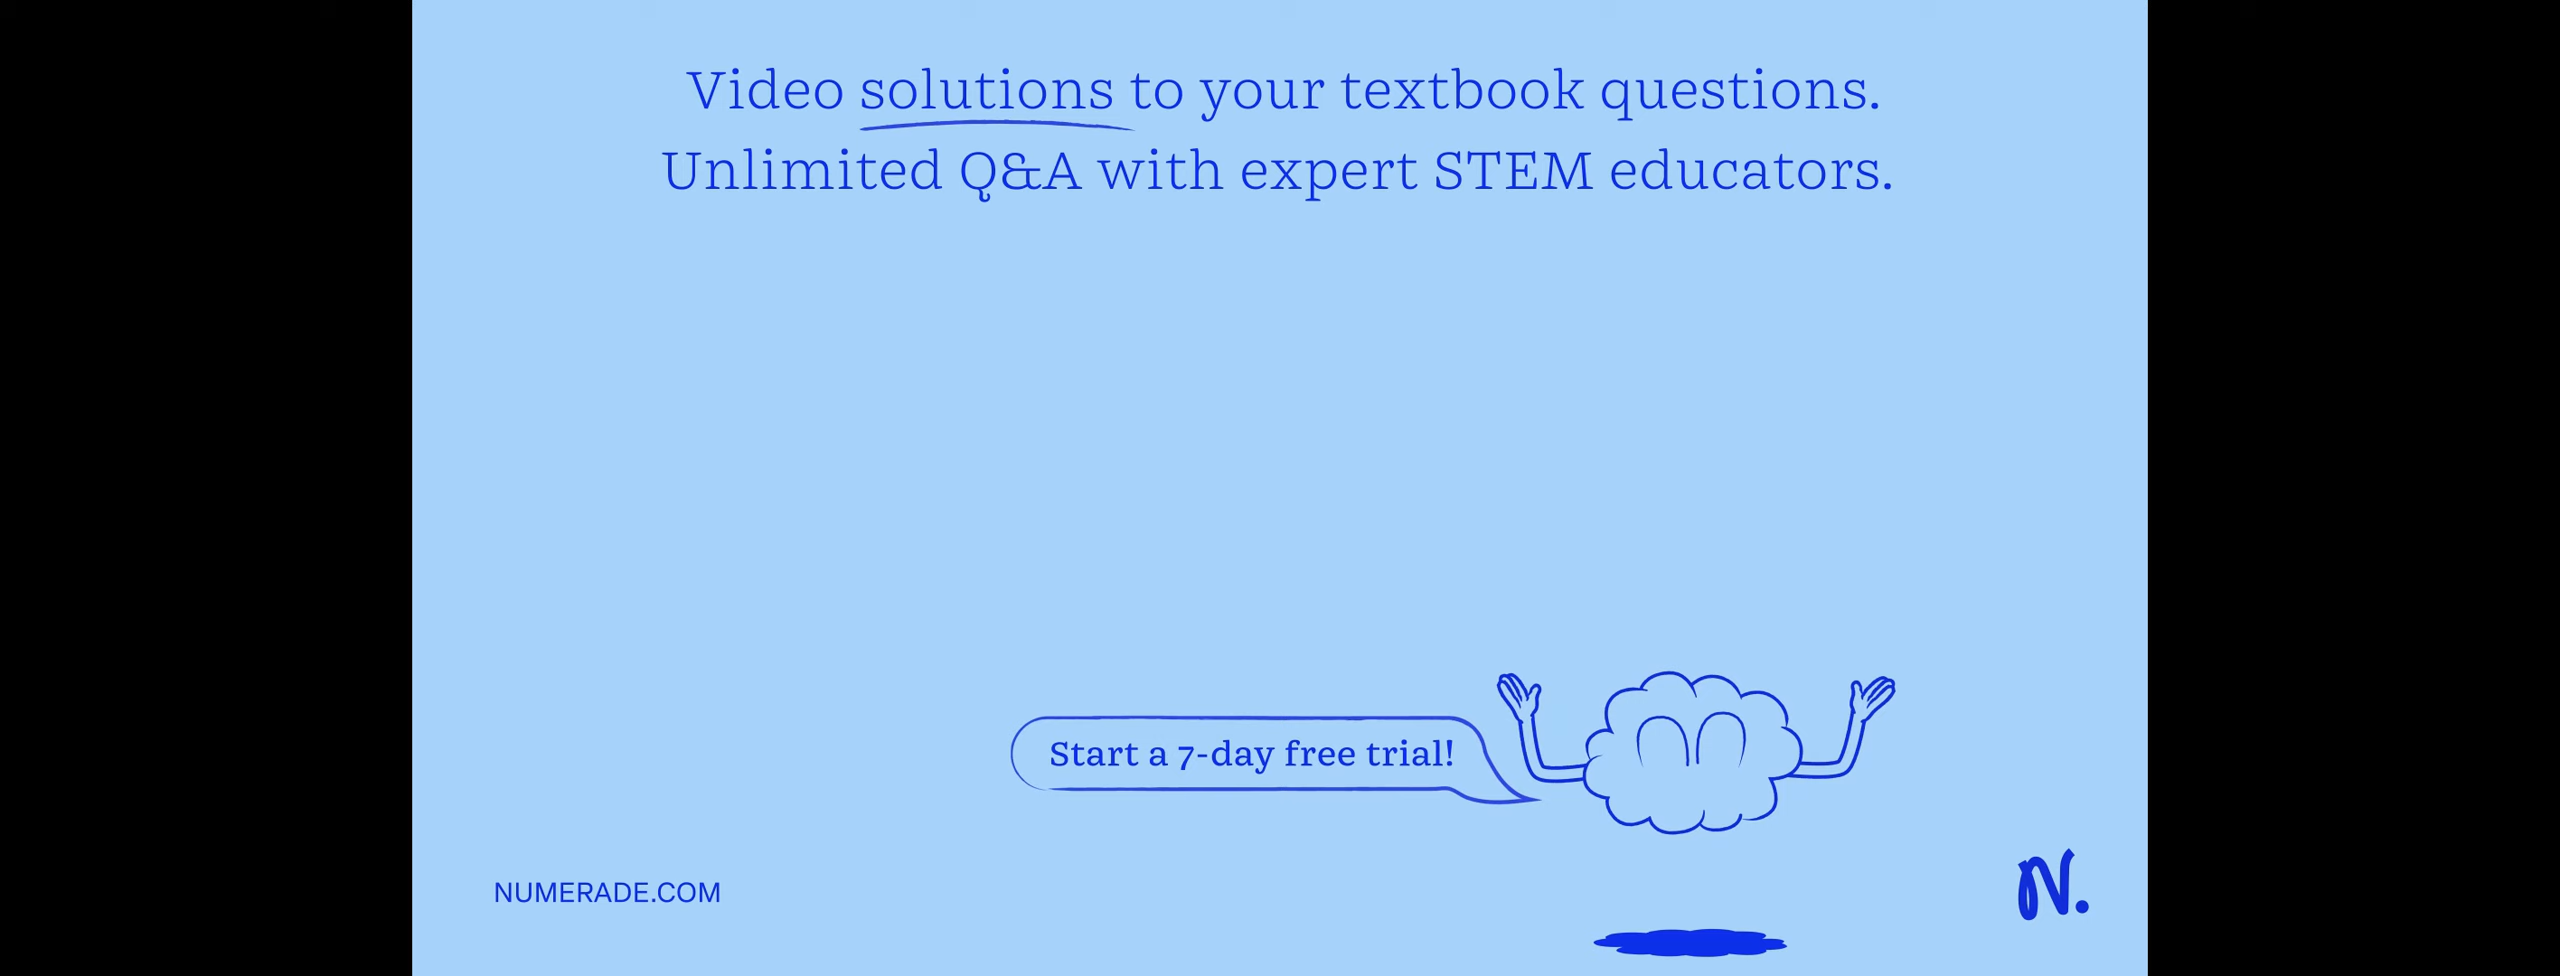 Video solutions to your textbook questions.
Unlimited Q&A with expert STEM educators.
Start a 7-day free trial!
NUMERADE.COM
N.